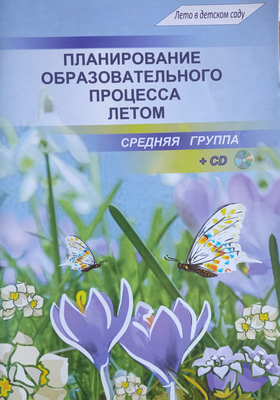 Лето в детском саду
ПЛАНИРОВАНИЕ
ОБРАЗОВАТЕЛЬНОГО
ПРОЦЕССА
ЛЕТОМ
СРЕДНЯЯ ГРУППА
+ CD